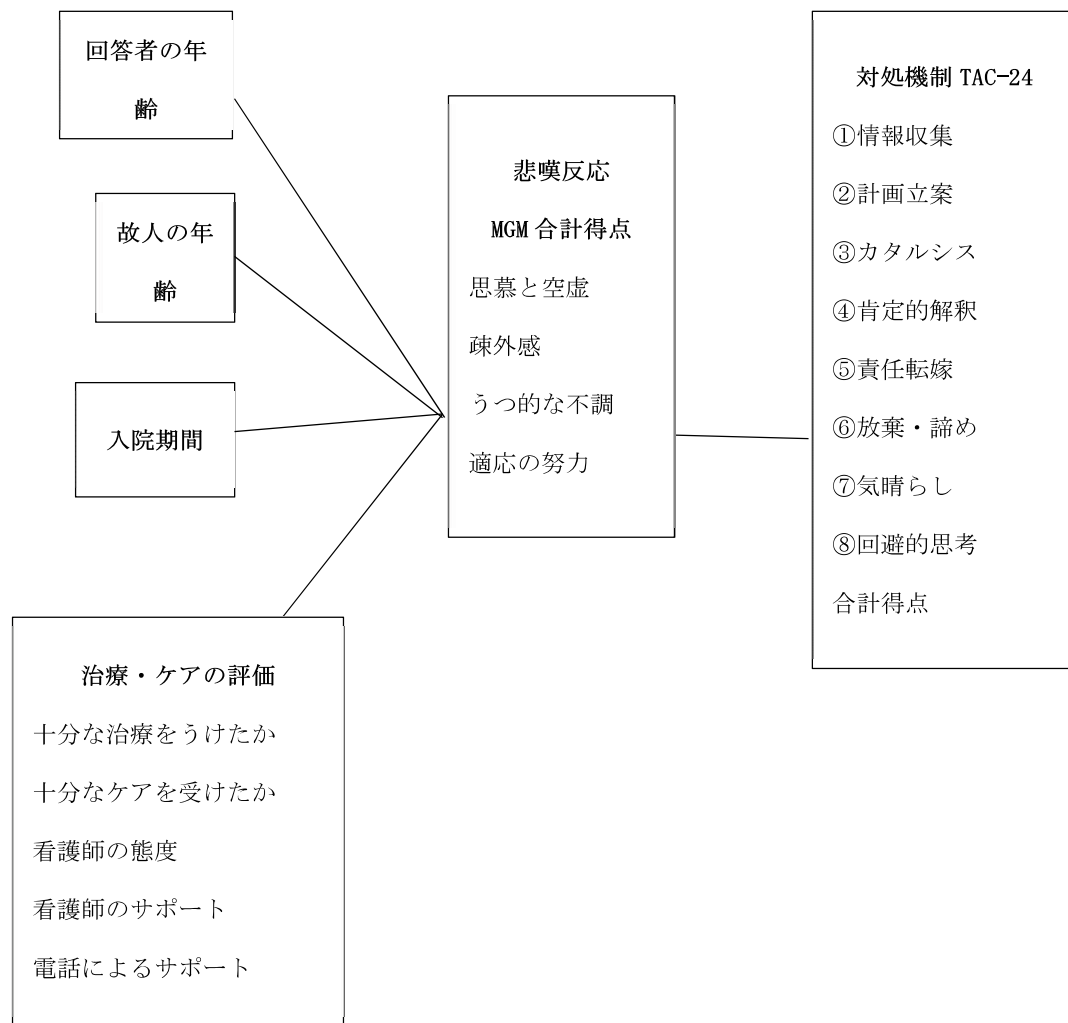 回答者の年
齢
故人の年
齢
入院期間
治療・ケアの評価
十分な治療をうけたか
十分なケアを受けたか
看護師の態度
看護師のサポート
電話によるサポート
悲嘆反応
MGM 合計得点
思慕と空虚
疎外感
うつ的な不調
適応の努力
対処機制 TAC-24
①情報収集
②計画立案
③カタルシス
④肯定的解釈
⑤責任転嫁
⑥放棄・諦め
⑦気晴らし
⑧回避的思考
合計得点